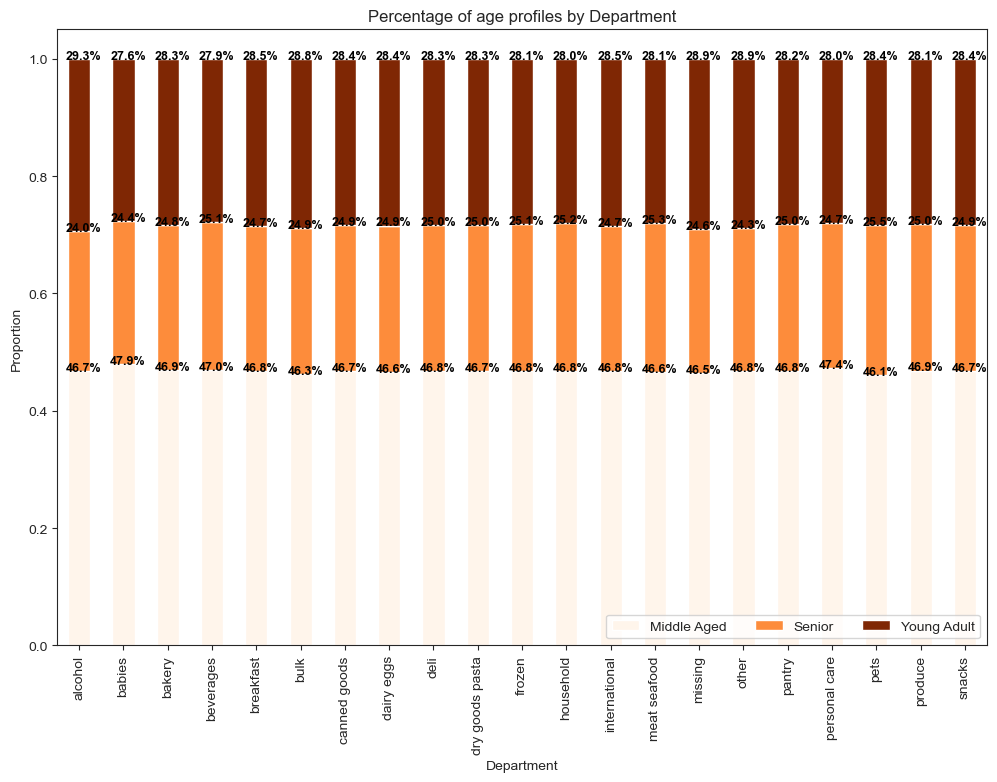 Percentage of age profiles by Department
Proportion
1.0
0.8
0.6
0.4
0.2
0.0
29.3% 27.6% 28.3% 27.9% 28.5% 28.8% 28.4% 28.4% 28.3% 28.3% 28.1% 28.0% 28.5% 28.1% 28.9% 28.9% 28.2% 28.0% 28.4% 28.1% 28.4%
24.0% 24.4% 24.8% 25.1% 24.7% 24.9% 24.9% 24.9% 25.0% 25.0% 25.1% 25.2% 24.7% 25.3% 24.6% 24.3% 25.0% 24.7% 25.5% 25.0% 24.9%
46.7% 47.9% 46.9% 47.0% 46.8% 46.3% 46.7% 46.6% 46.8% 46.7% 46.8% 46.8% 46.8% 46.6% 46.5% 46.8% 46.8% 47.4% 46.1% 46.9% 46.7%
Middle Aged Senior Young Adult
alcohol
babies
bakery
beverages
breakfast
bulk
canned goods
dairy eggs
deli
dry goods pasta
frozen
household
international
meat seafood
missing
other
pantry
personal care
pets
produce
snacks
Department